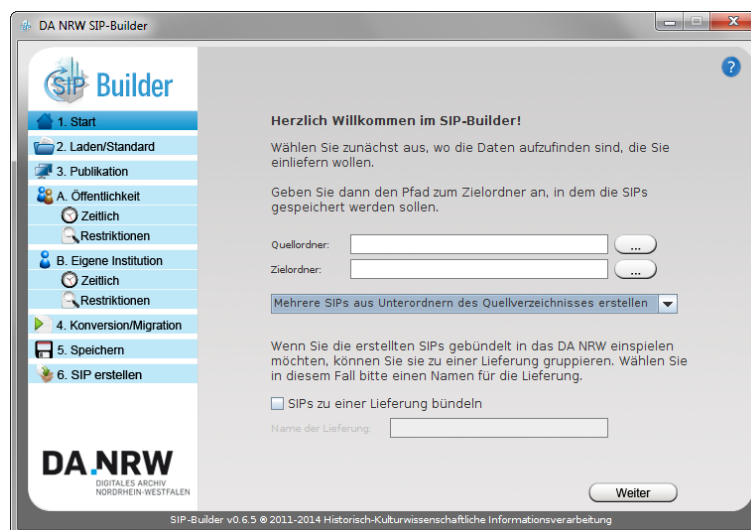 DA NRW SIP-Builder
SIP Builder
1. Start
2. Laden/Standard
3. Publikation
A. Öffentlichkeit
Zeitlich
Restriktionen
B. Eigene Institution
Zeitlich
Restriktionen
4. Konversion/Migration
5. Speichern
6. SIP erstellen
DA.NRW
DIGITALES ARCHIV
NORDRHEIN-WESTFALEN
?
Herzlich Willkommen im SIP-Builder!
Wählen Sie zunächst aus, wo die Daten aufzufinden sind, die Sie
einliefern wollen.
Geben Sie dann den Pfad zum Zielordner an, in dem die SIPs
gespeichert werden sollen.
Quellordner: ...
Zielordner: ...
Mehrere SIPs aus Unterordnern des Quellverzeichnisses erstellen
Wenn Sie die erstellten SIPs gebündelt in das DA NRW einspielen
möchten, können Sie sie zu einer Lieferung gruppieren. Wählen Sie
in diesem Fall bitte einen Namen für die Lieferung.
SIPs zu einer Lieferung bündeln
Name der Lieferung:
Weiter
SIP-Builder v0.6.5 © 2011-2014 Historisch-Kulturwissenschaftliche Informationsverarbeitung